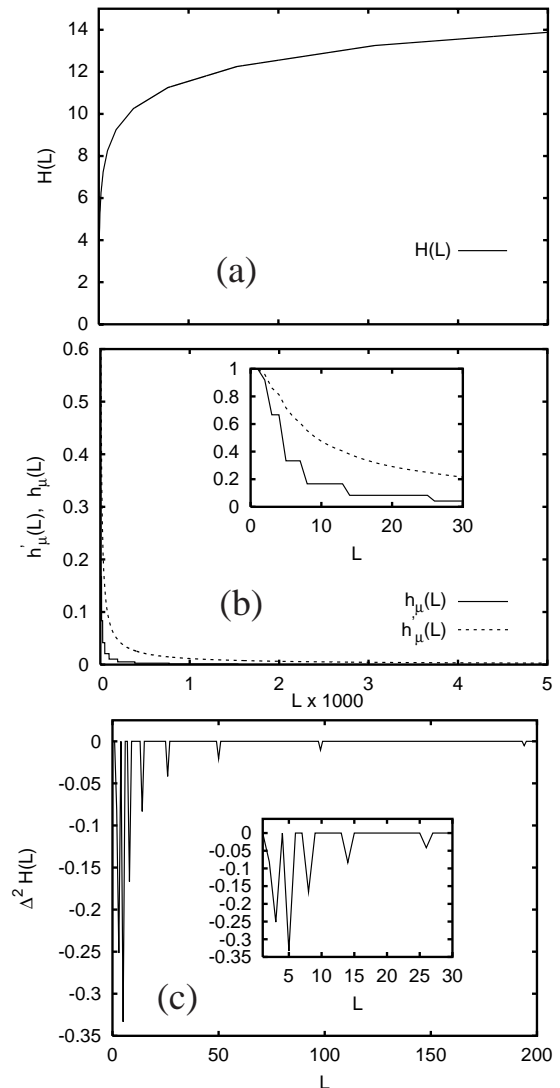 14
12
10
8
6
4
2
0
H(L)
H(L)
(a)
0.6
0.5
0.4
0.3
0.2
0.1
0
h'μ(L), hμ(L)
1
0.8
0.6
0.4
0.2
0
0 10 20 30
L
(b)
hμ(L)
h'μ(L)
0 1 2 3 4 5
L x 1000
0
-0.05
-0.1
-0.15
-0.2
-0.25
-0.3
-0.35
Δ² H(L)
0
-0.05
-0.1
-0.15
-0.2
-0.25
-0.3
-0.35
5 10 15 20 25 30
L
(c)
0 50 100 150 200
L